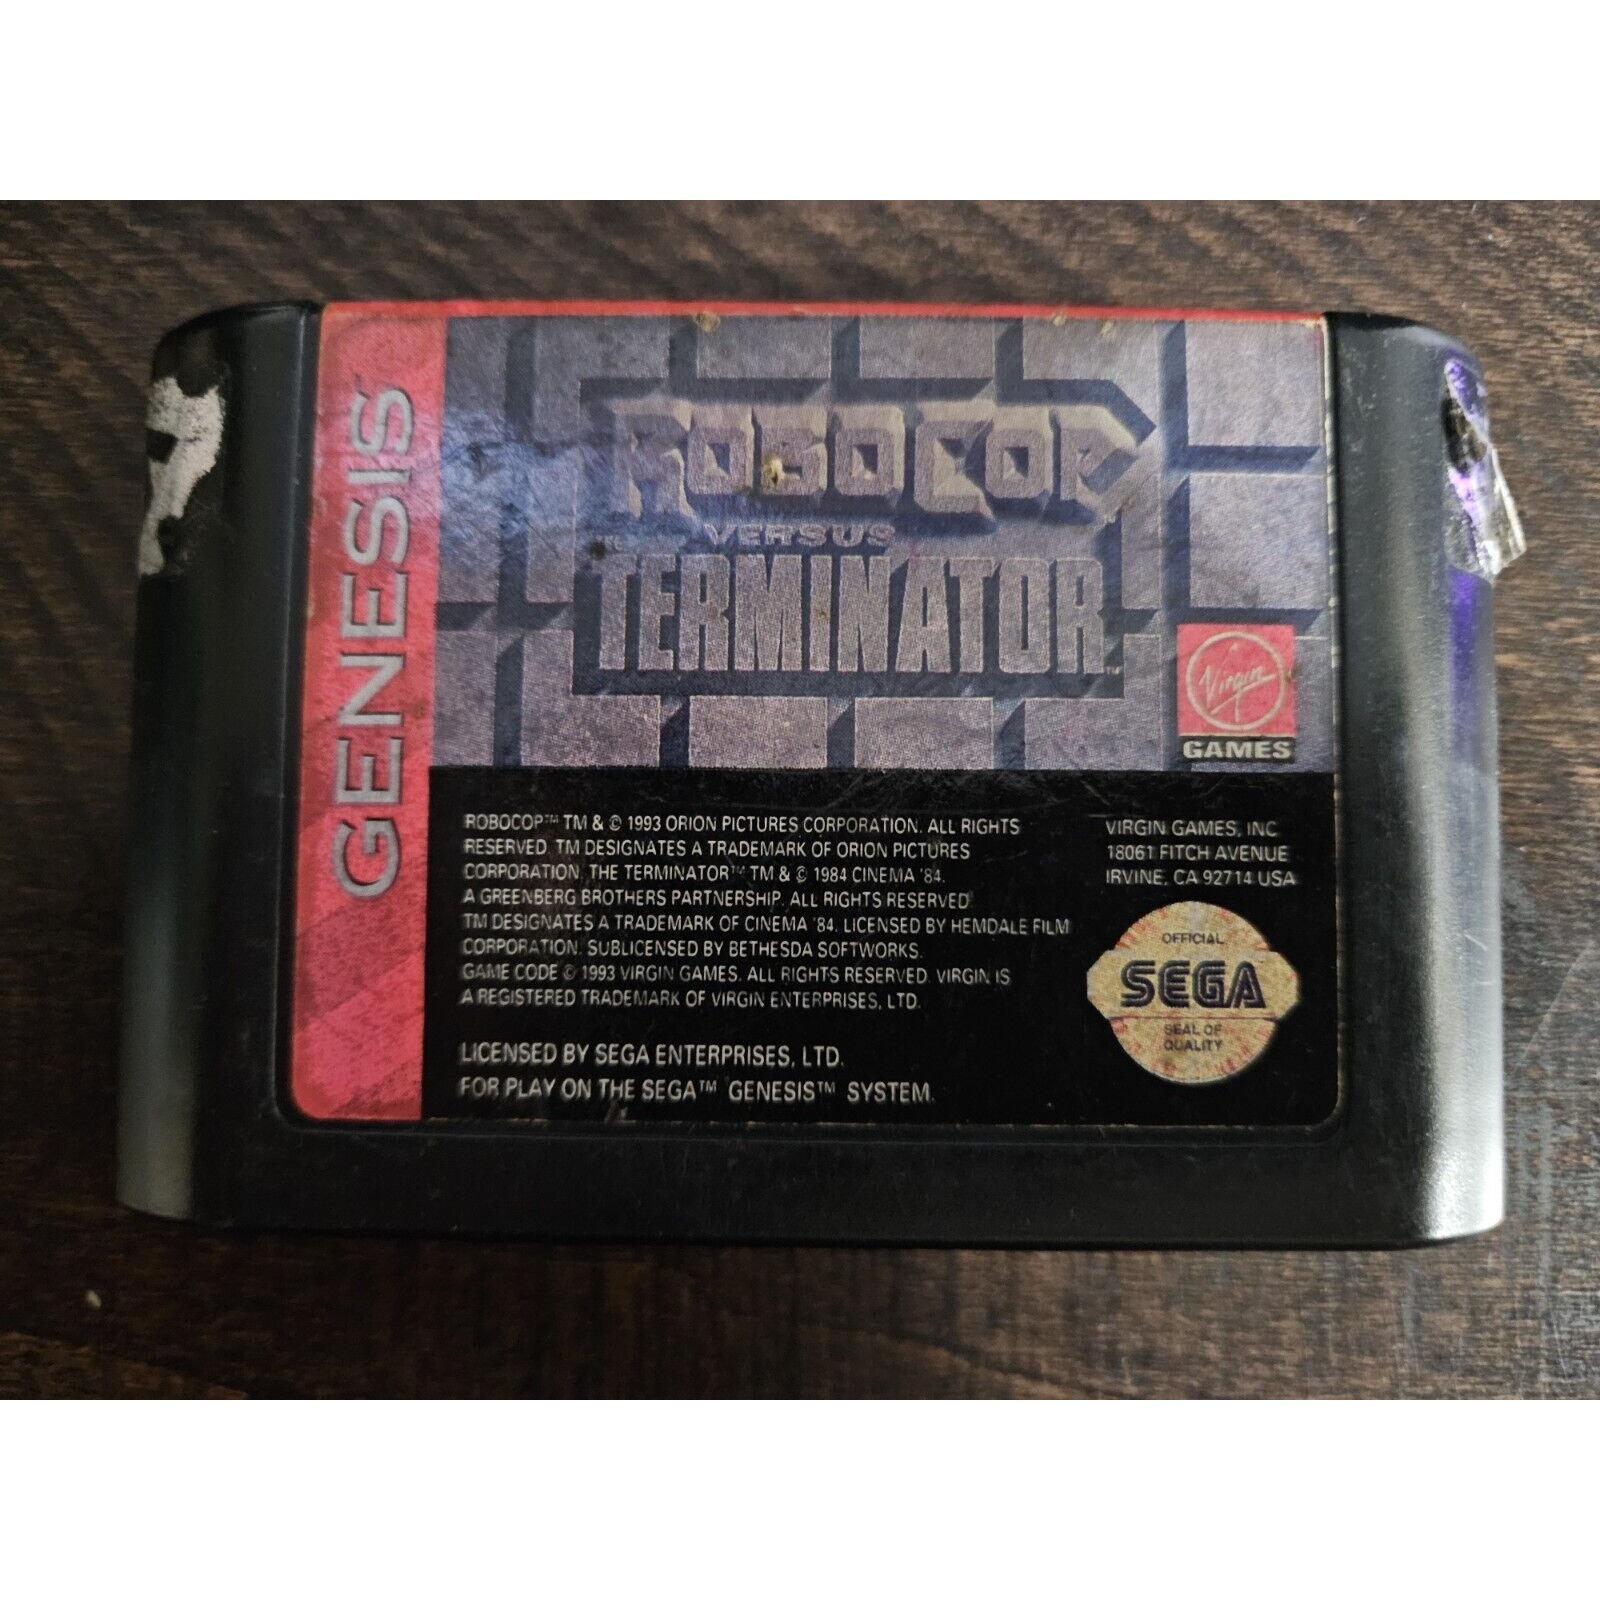 GENESIS
ROBOCOP
VERSUS
TERMINATOR™
Virgin
GAMES
ROBOCOP™ TM & © 1993 ORION PICTURES CORPORATION. ALL RIGHTS
RESERVED. TM DESIGNATES A TRADEMARK OF ORION PICTURES
CORPORATION. THE TERMINATOR™ TM & © 1984 CINEMA '84.
A GREENBERG BROTHERS PARTNERSHIP. ALL RIGHTS RESERVED.
TM DESIGNATES A TRADEMARK OF CINEMA '84. LICENSED BY HEMDALE FILM
CORPORATION. SUBLICENSED BY BETHESDA SOFTWORKS.
GAME CODE © 1993 VIRGIN GAMES. ALL RIGHTS RESERVED. VIRGIN IS
A REGISTERED TRADEMARK OF VIRGIN ENTERPRISES, LTD.
LICENSED BY SEGA ENTERPRISES, LTD.
FOR PLAY ON THE SEGA™ GENESIS™ SYSTEM.
VIRGIN GAMES, INC
18061 FITCH AVENUE
IRVINE, CA 92714 USA
OFFICIAL
SEGA
SEAL OF
QUALITY